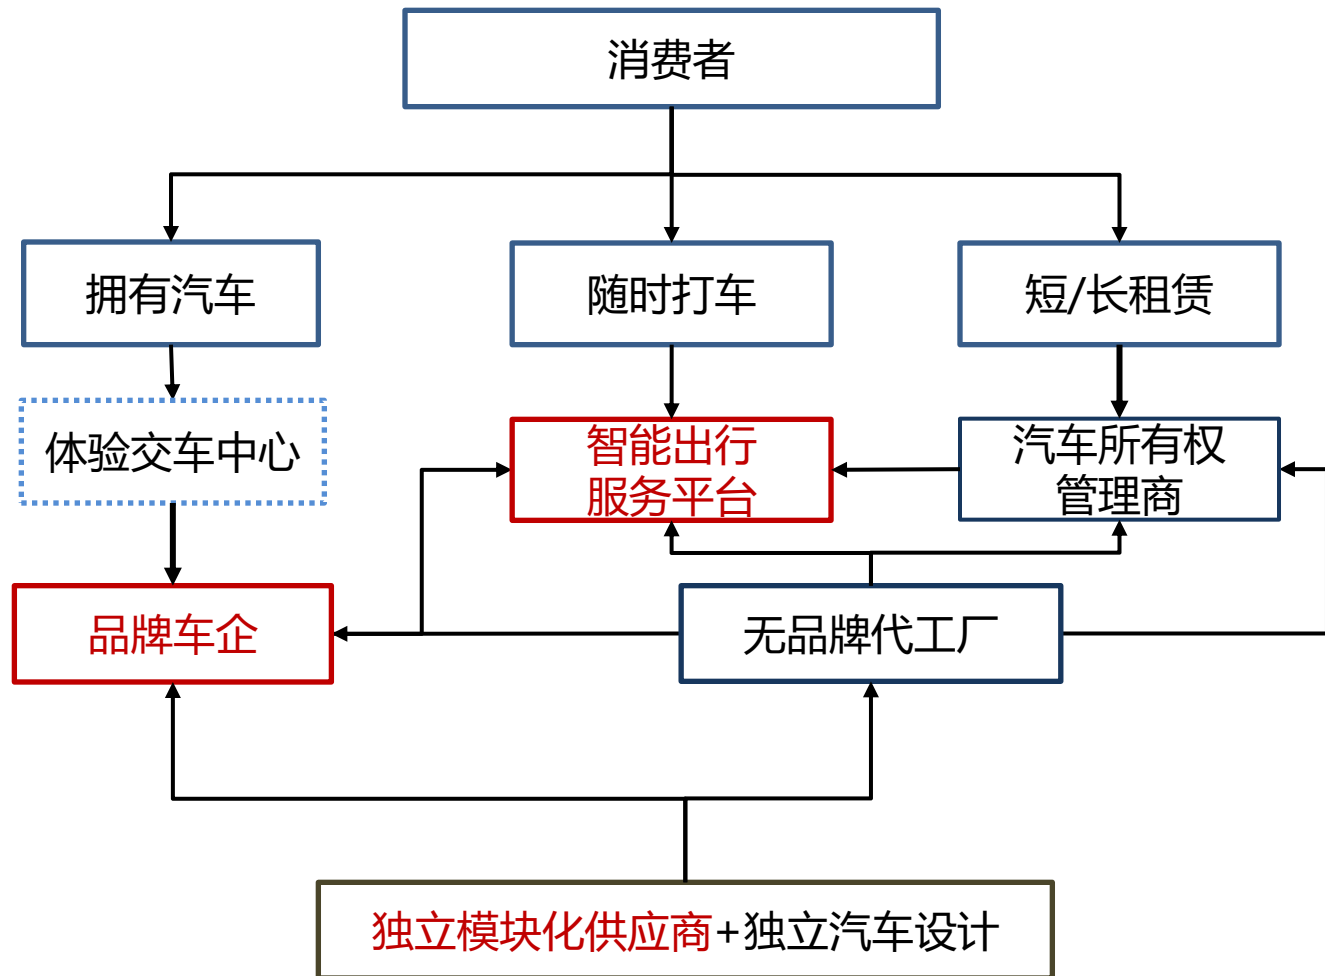 消费者
拥有汽车
随时打车
短/长租赁
体验交车中心
智能出行
服务平台
汽车所有权
管理商
品牌车企
无品牌代工厂
独立模块化供应商+独立汽车设计